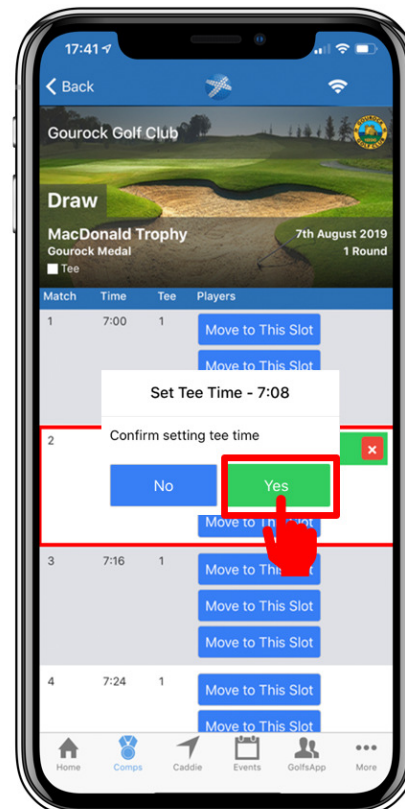 17:41
Back
Gourock Golf Club
Draw
MacDonald Trophy 7th August 2019
Gourock Medal 1 Round
Tee
Match Time Tee Players
1 7:00 1 Move to This Slot
Move to This Slot
Set Tee Time - 7:08
2 Confirm setting tee time
No Yes
Move to This Slot
3 7:16 1 Move to This Slot
Move to This Slot
Move to This Slot
4 7:24 1 Move to This Slot
Move to This Slot
Home Comps Caddie Events GolfsApp More